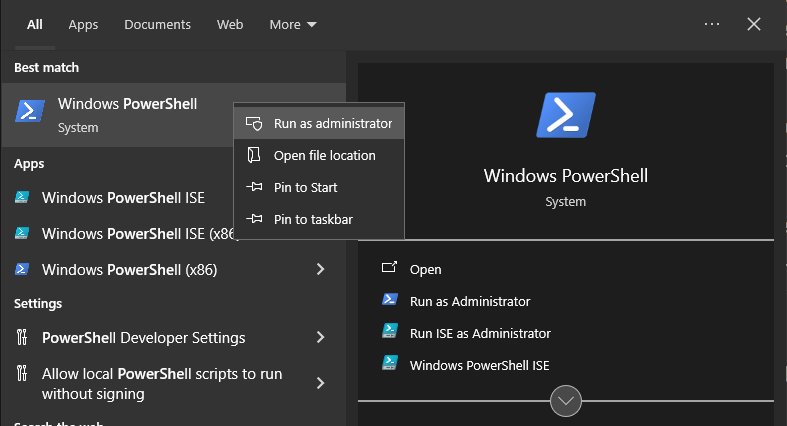 All Apps Documents Web More
Best match
Windows PowerShell
System
Run as administrator
Open file location
Pin to Start
Pin to taskbar
Apps
Windows PowerShell ISE
Windows PowerShell ISE (x86
Windows PowerShell (x86)
Settings
PowerShell Developer Settings
Allow local PowerShell scripts to run
without signing
Search the web
Windows PowerShell
System
Open
Run as Administrator
Run ISE as Administrator
Windows PowerShell ISE